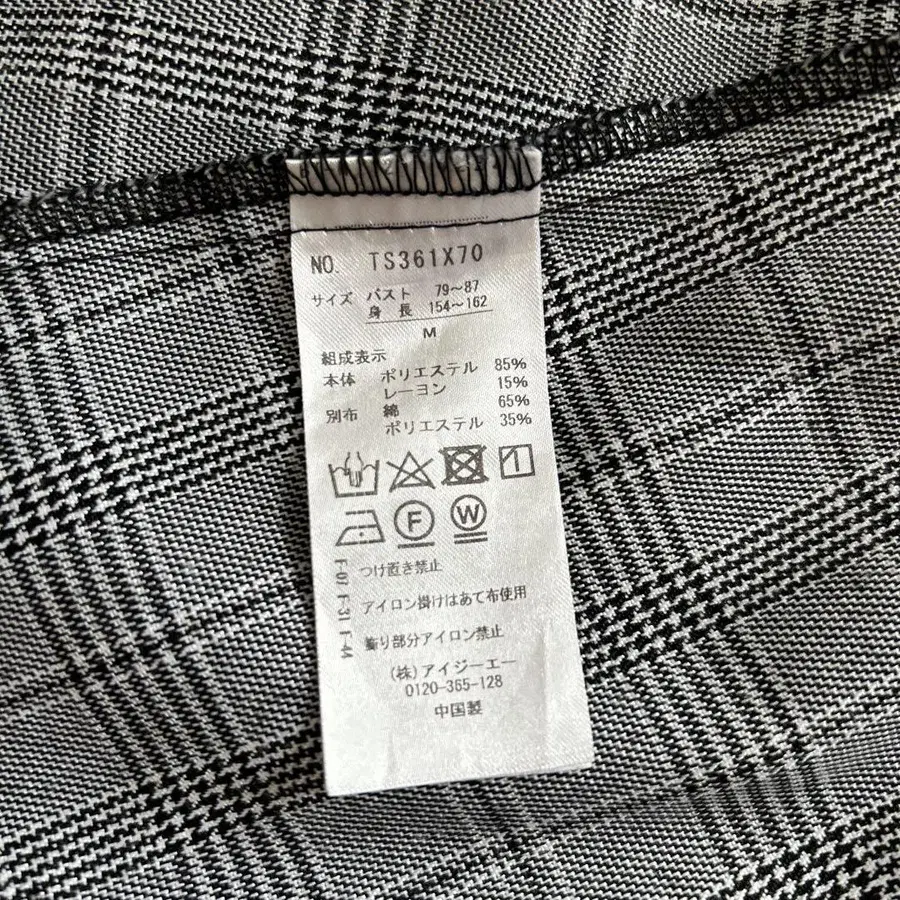 NO. TS361X70
サイズ バスト 79～87
身 長 154～162
M
組成表示
本体 ポリエステル 85%
レーヨン 15%
別布 綿 65%
ポリエステル 35%
F W
F-07 つけ置き禁止
F-31 アイロン掛けはあて布使用
F-44 飾り部分アイロン禁止
(株)アイジーエー
0120-365-128
中国製